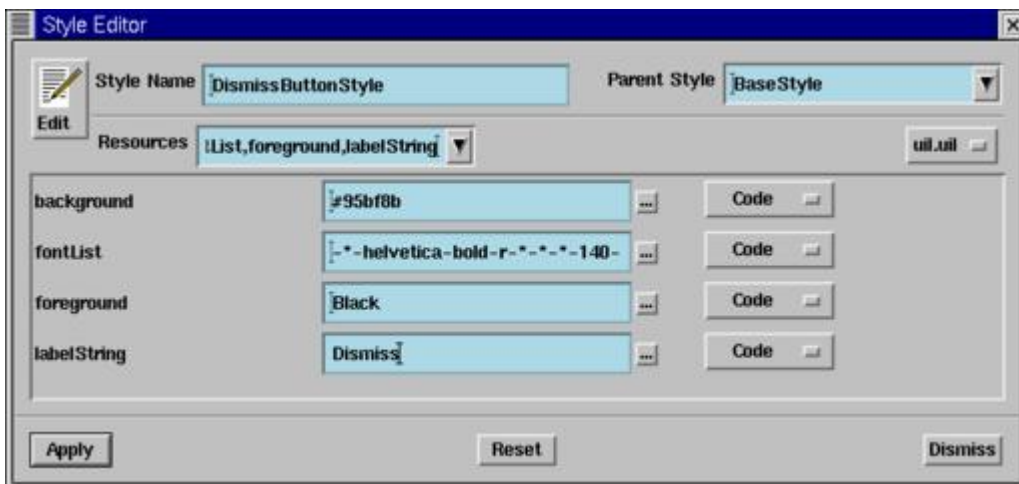 Style Editor
Style Name DismissButtonStyle Parent Style BaseStyle
Edit
Resources tList,foreground,labelString uil.uil
background #95bf8b ... Code
fontList -*-helvetica-bold-r-*-*-*-140- ... Code
foreground Black ... Code
labelString Dismiss ... Code
Apply Reset Dismiss